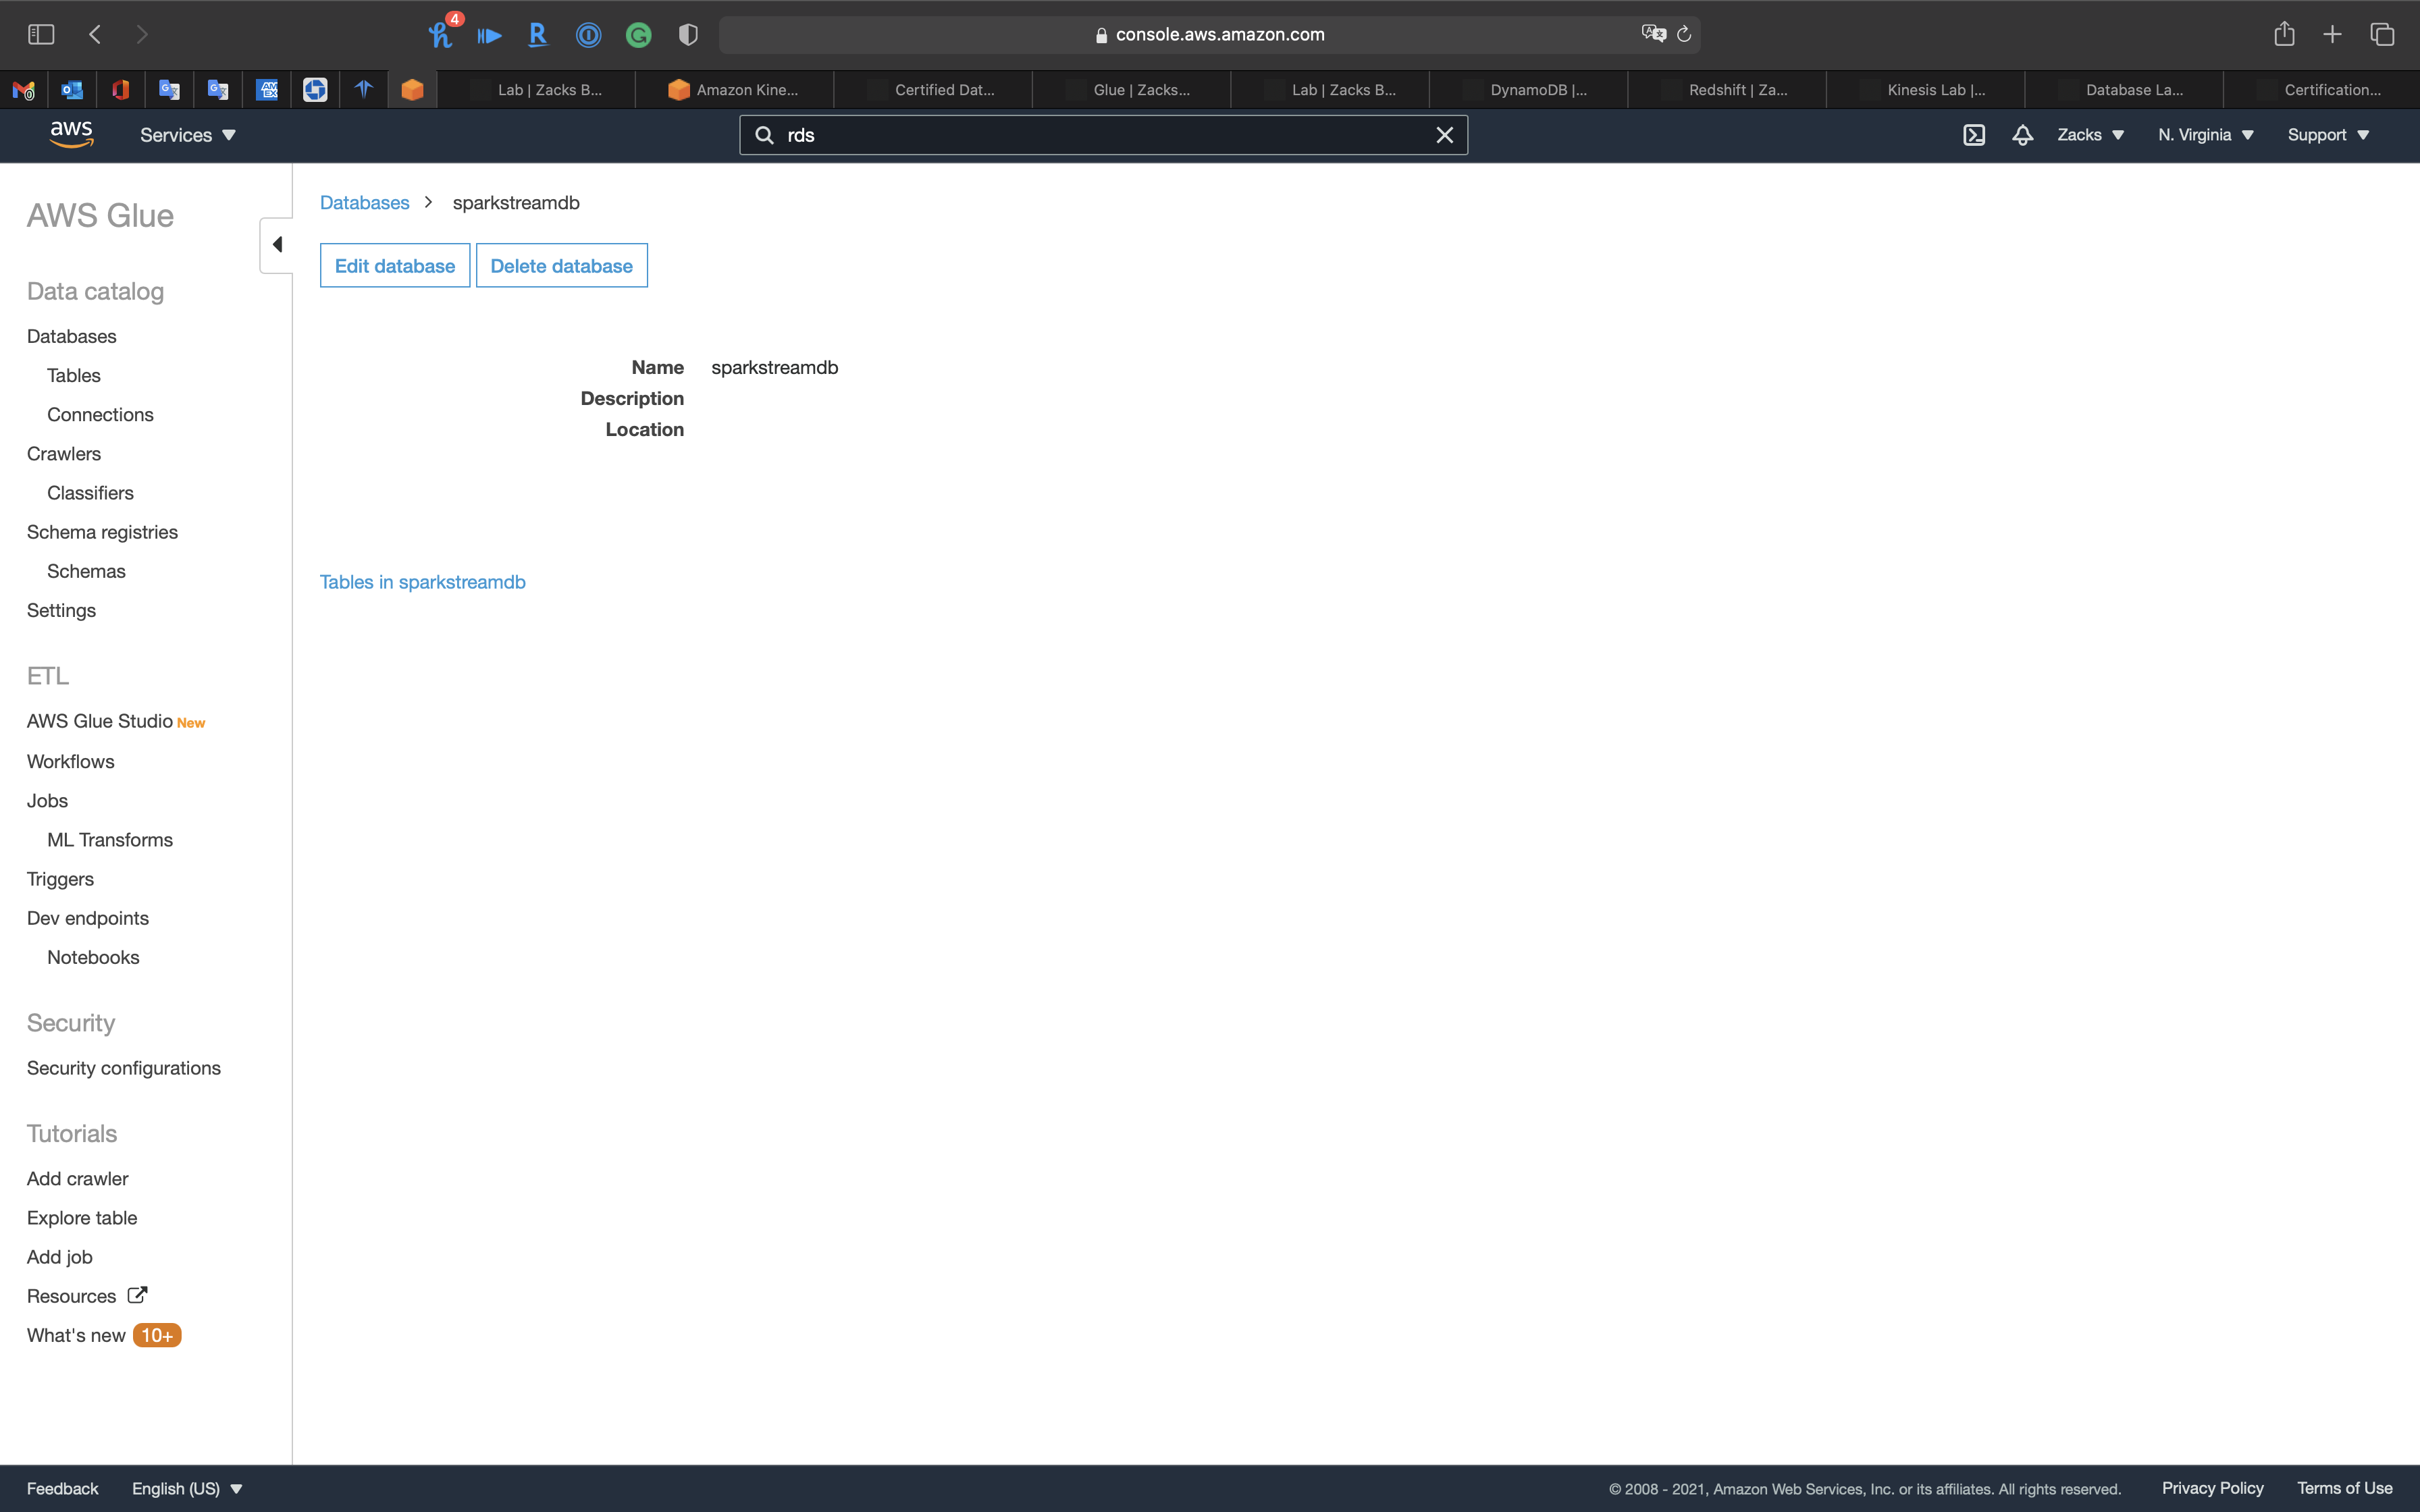 4
console.aws.amazon.com
Lab | Zacks B...
Amazon Kine...
Certified Dat...
Glue | Zacks...
Lab | Zacks B...
DynamoDB |...
Redshift | Za...
Kinesis Lab |...
Database La...
Certification...
aws
Services
rds
Zacks
N. Virginia
Support
AWS Glue
Data catalog
Databases
Tables
Connections
Crawlers
Classifiers
Schema registries
Schemas
Settings
ETL
AWS Glue Studio New
Workflows
Jobs
ML Transforms
Triggers
Dev endpoints
Notebooks
Security
Security configurations
Tutorials
Add crawler
Explore table
Add job
Resources
What's new 10+
Databases > sparkstreamdb
Edit database
Delete database
Name sparkstreamdb
Description
Location
Tables in sparkstreamdb
Feedback
English (US)
© 2008 - 2021, Amazon Web Services, Inc. or its affiliates. All rights reserved.
Privacy Policy
Terms of Use